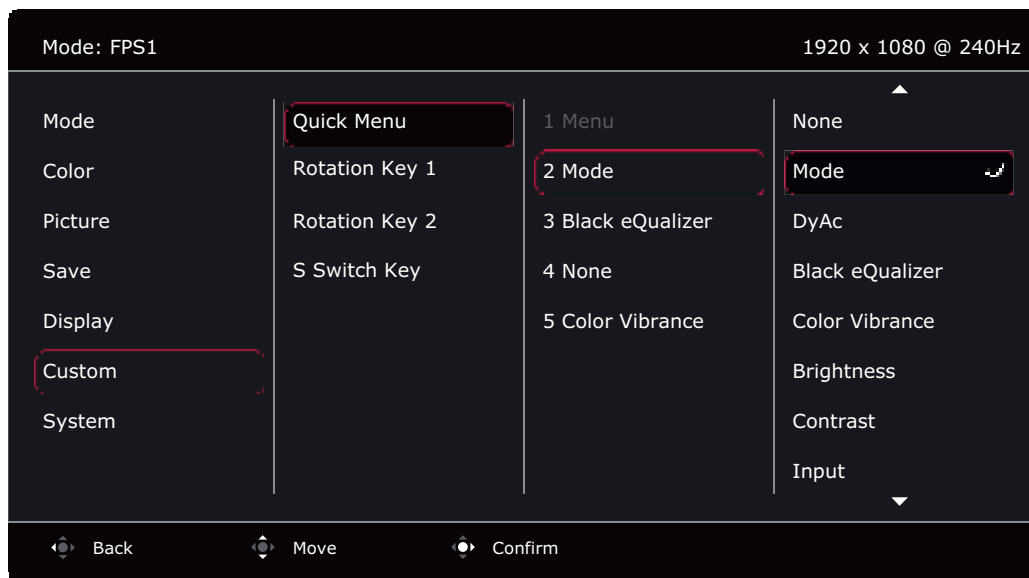 Mode: FPS1
1920 x 1080 @ 240Hz
Mode
Color
Picture
Save
Display
Custom
System
Quick Menu
Rotation Key 1
Rotation Key 2
S Switch Key
1 Menu
2 Mode
3 Black eQualizer
4 None
5 Color Vibrance
None
Mode
DyAc
Black eQualizer
Color Vibrance
Brightness
Contrast
Input
Back
Move
Confirm